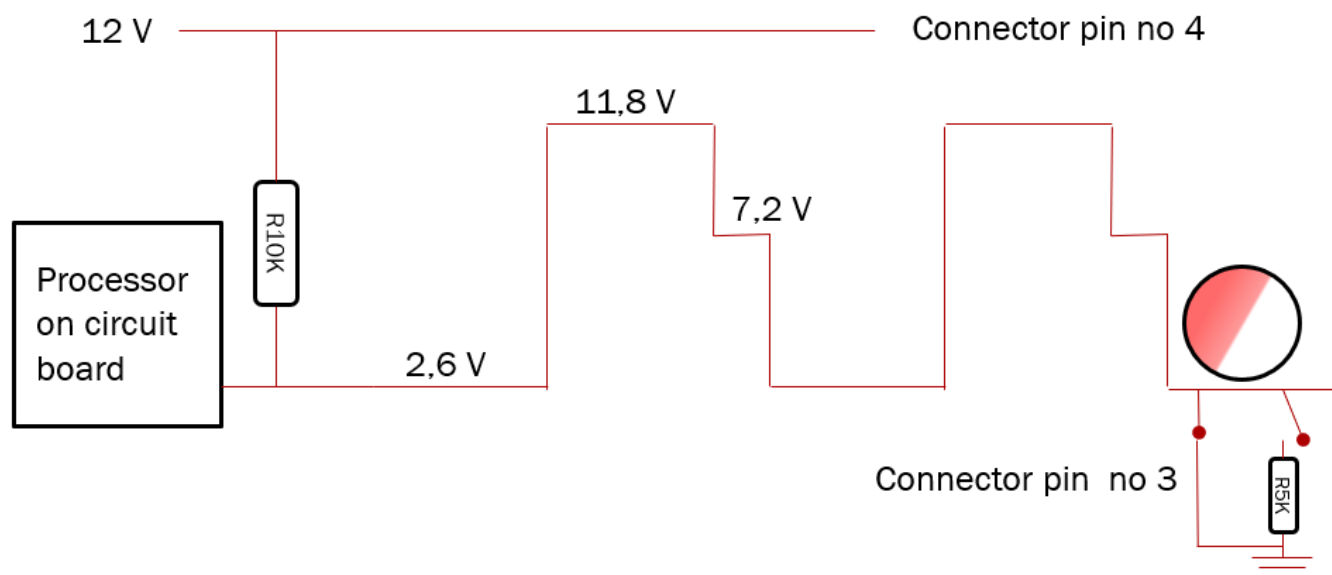 12 V
Connector pin no 4
11,8 V
R10K
7,2 V
Processor
on circuit
board
2,6 V
Connector pin no 3
R5K